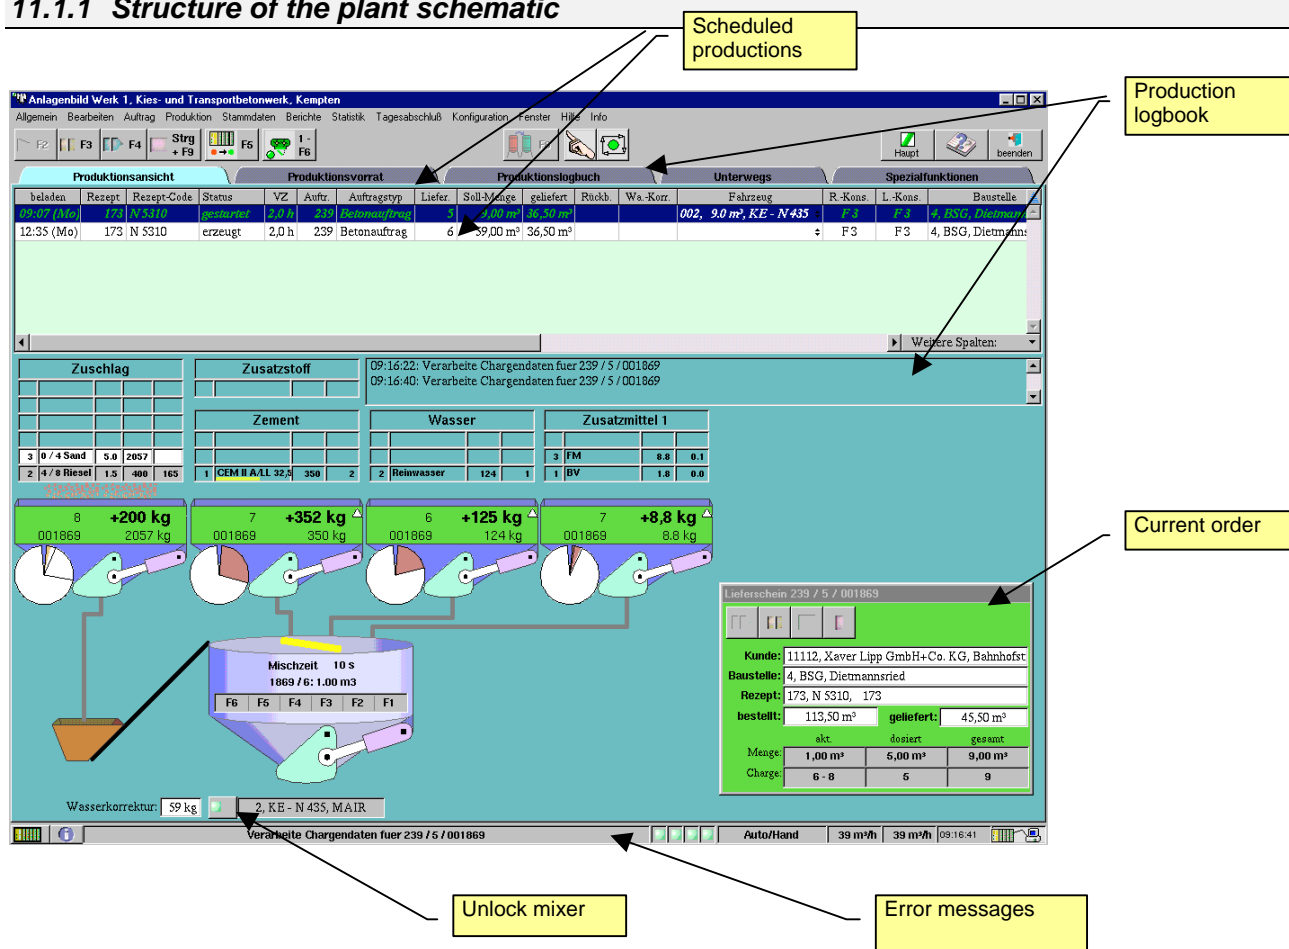 11.1.1 Structure of the plant schematic
Scheduled productions
Production logbook
Anlagenbild Werk 1, Kies- und Transportbetonwerk, Kempten
Allgemein Bearbeiten Auftrag Produktion Stammdaten Berichte Statistik Tagesabschluß Konfiguration Fenster Hilfe Info
F2 F3 F4 Strg + F9 F5 1 - F6 Haupt beenden
Produktionsansicht Produktionsvorrat Produktionslogbuch Unterwegs Spezialfunktionen
beladen Rezept Rezept-Code Status VZ Auftr. Auftragstyp Liefer. Soll-Menge geliefert Rückb. Wa.-Korr. Fahrzeug R.-Kons. L.-Kons. Baustelle
09:07 (Mo) 173 N 5310 gestartet 2,0 h 239 Betonauftrag 5 9,00 m³ 36,50 m³ 002, 9.0 m³, KE - N 435 F 3 F 3 4, BSG, Dietmann
12:35 (Mo) 173 N 5310 erzeugt 2,0 h 239 Betonauftrag 6 59,00 m³ 36,50 m³ F 3 F 3 4, BSG, Dietmanns
Weitere Spalten:
Zuschlag Zusatzstoff
09:16:22: Verarbeite Chargendaten fuer 239 / 5 / 001869
09:16:40: Verarbeite Chargendaten fuer 239 / 5 / 001869
Zement Wasser Zusatzmittel 1
3 0 / 4 Sand 5.0 2057 3 FM 8.8 0.1
2 4 / 8 Riesel 1.5 400 165 1 CEM II A/LL 32,5 350 2 2 Reinwasser 124 1 1 BV 1.8 0.0
8 +200 kg 7 +352 kg 6 +125 kg 7 +8,8 kg
001869 2057 kg 001869 350 kg 001869 124 kg 001869 8.8 kg
Current order
Mischzeit 10 s
1869 / 6: 1.00 m3
F6 F5 F4 F3 F2 F1
Lieferschein 239 / 5 / 001869
Kunde: 11112, Xaver Lipp GmbH+Co. KG, Bahnhofst
Baustelle: 4, BSG, Dietmannsried
Rezept: 173, N 5310, 173
bestellt: 113,50 m³ geliefert: 45,50 m³
akt. dosiert gesamt
Menge: 1,00 m³ 5,00 m³ 9,00 m³
Charge: 6 - 8 5 9
Wasserkorrektur: 59 kg 2, KE - N 435, MAIR
Verarbeite Chargendaten fuer 239 / 5 / 001869 Auto/Hand 39 m³/h 39 m³/h 09:16:41
Unlock mixer
Error messages